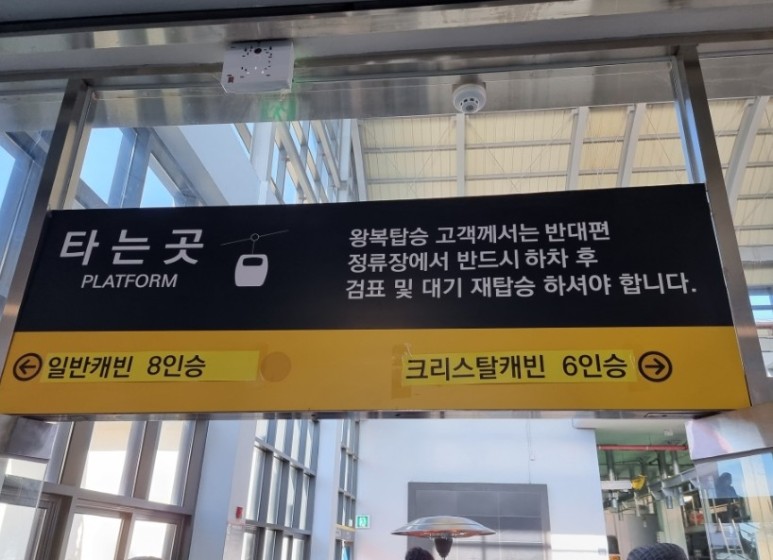 타는곳
PLATFORM
왕복탑승 고객께서는 반대편
정류장에서 반드시 하차 후
검표 및 대기 재탑승 하셔야 합니다.
일반캐빈 8인승
크리스탈캐빈 6인승